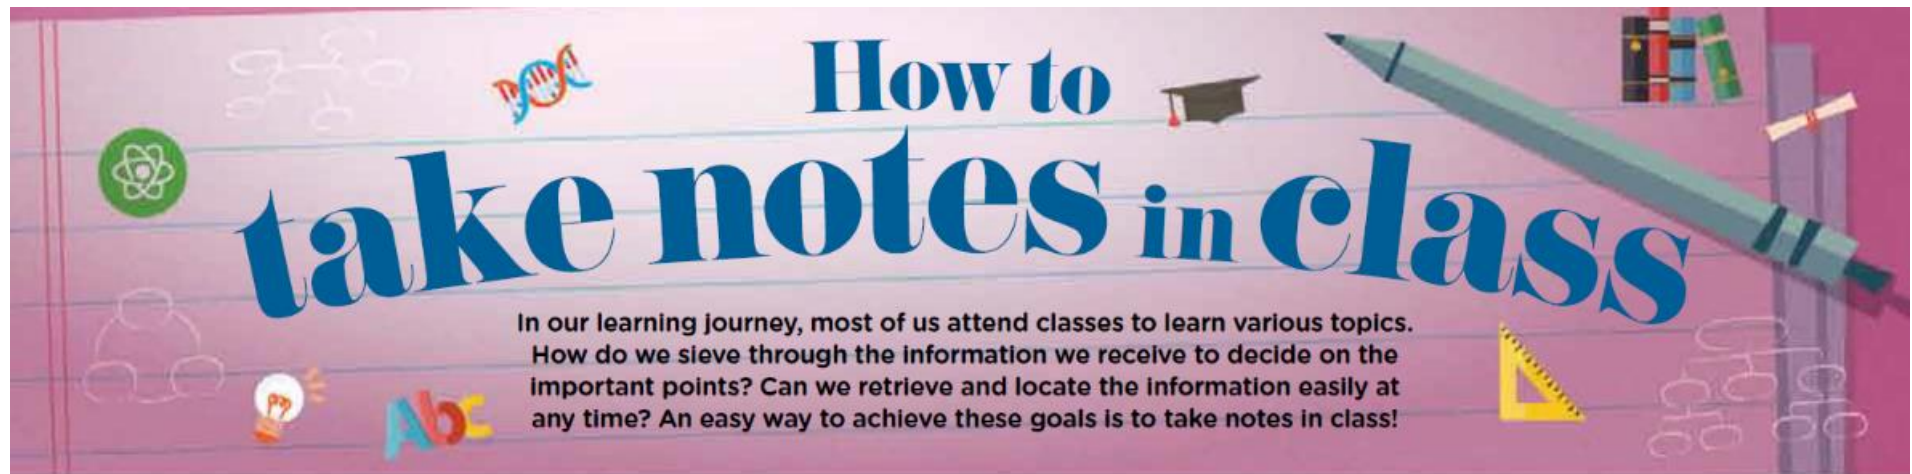 How to
take notes in class
In our learning journey, most of us attend classes to learn various topics.
How do we sieve through the information we receive to decide on the
important points? Can we retrieve and locate the information easily at
any time? An easy way to achieve these goals is to take notes in class!
Abc